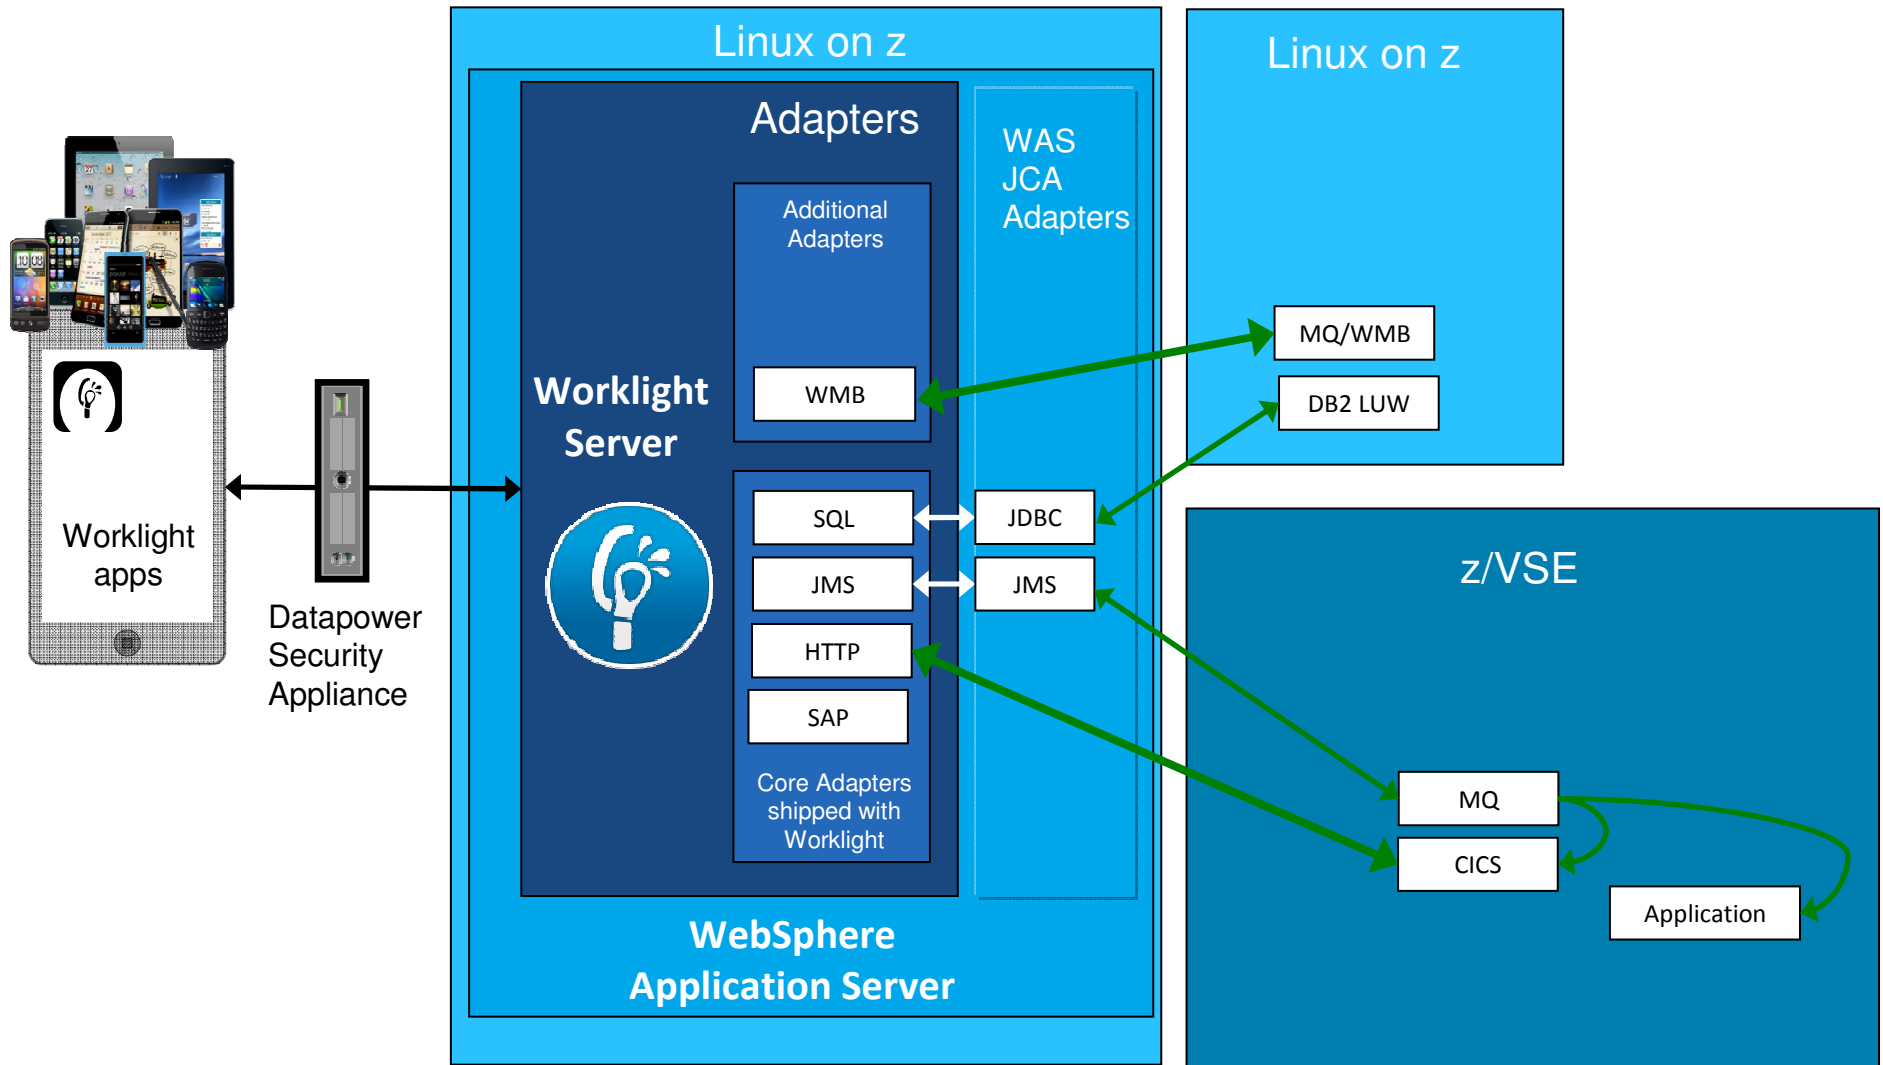 Linux on z
Linux on z
Adapters
WAS
JCA
Adapters
Additional
Adapters
MQ/WMB
WMB
DB2 LUW
Worklight
Server
SQL
JDBC
JMS
JMS
HTTP
SAP
Core Adapters
shipped with
Worklight
WebSphere
Application Server
Worklight
apps
Datapower
Security
Appliance
z/VSE
MQ
CICS
Application